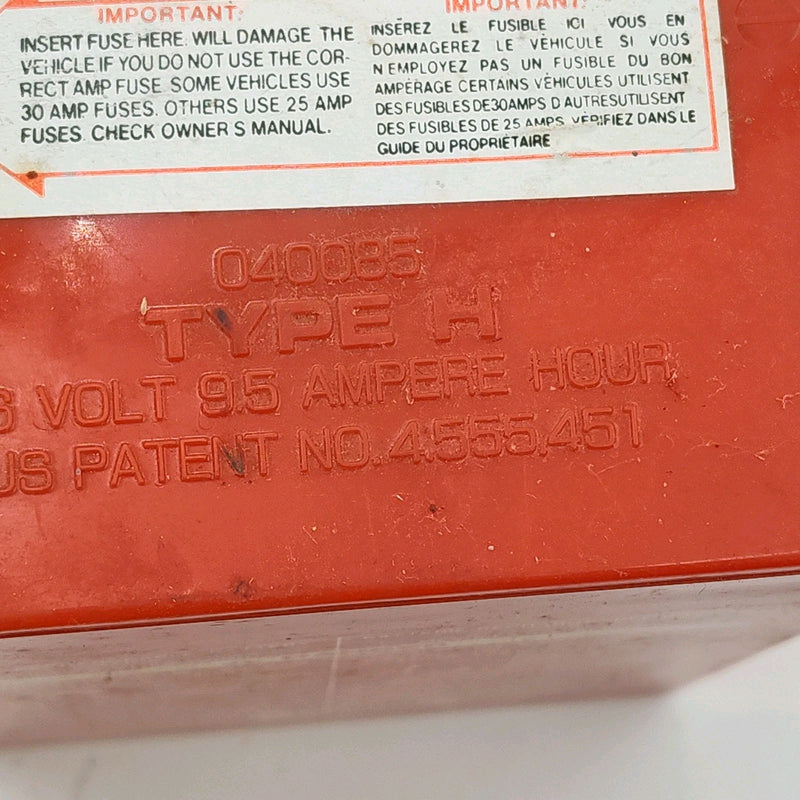 IMPORTANT:
INSERT FUSE HERE. WILL DAMAGE THE
VEHICLE IF YOU DO NOT USE THE COR-
RECT AMP FUSE. SOME VEHICLES USE
30 AMP FUSES. OTHERS USE 25 AMP
FUSES. CHECK OWNER S MANUAL.
IMPORTANT:
INSÉREZ LE FUSIBLE ICI VOUS EN
DOMMAGEREZ LE VÉHICULE SI VOUS
N EMPLOYEZ PAS UN FUSIBLE DU BON
AMPÉRAGE CERTAINS VÉHICULES UTILISENT
DES FUSIBLES DE 30AMPS D AUTRESUTILISENT
DES FUSIBLES DE 25 AMPS. VÉRIFIEZ DANS LE
GUIDE DU PROPRIÉTAIRE
040085
TYPE H
6 VOLT 9.5 AMPERE HOUR
US PATENT NO. 4,555,451